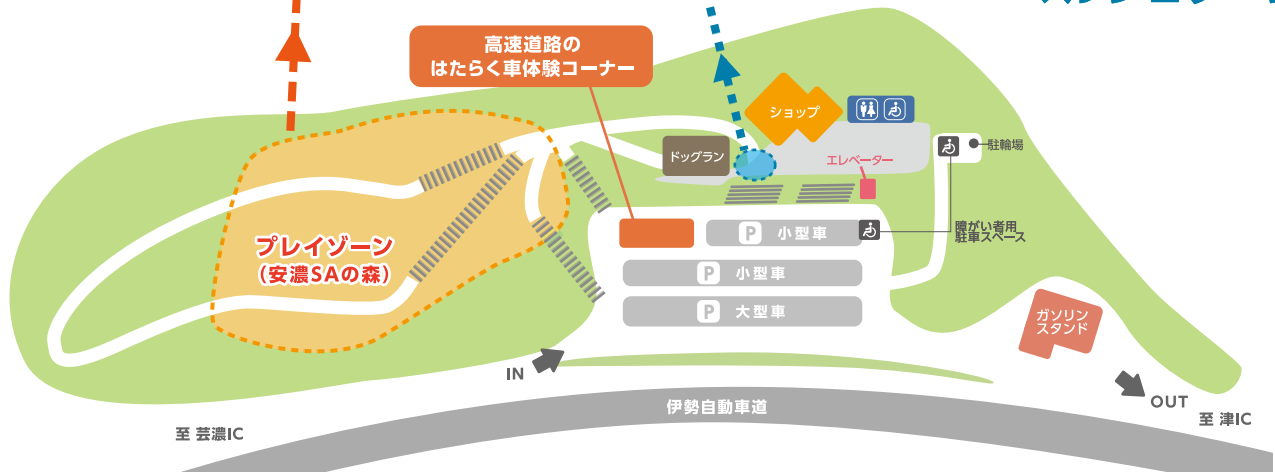 高速道路の
はたらく車体験コーナー
ショップ
ドッグラン
エレベーター
駐輪場
障がい者用
駐車スペース
P 小型車
P 小型車
P 大型車
プレイゾーン
(安濃SAの森)
ガソリン
スタンド
IN
OUT
伊勢自動車道
至 芸濃IC
至 津IC